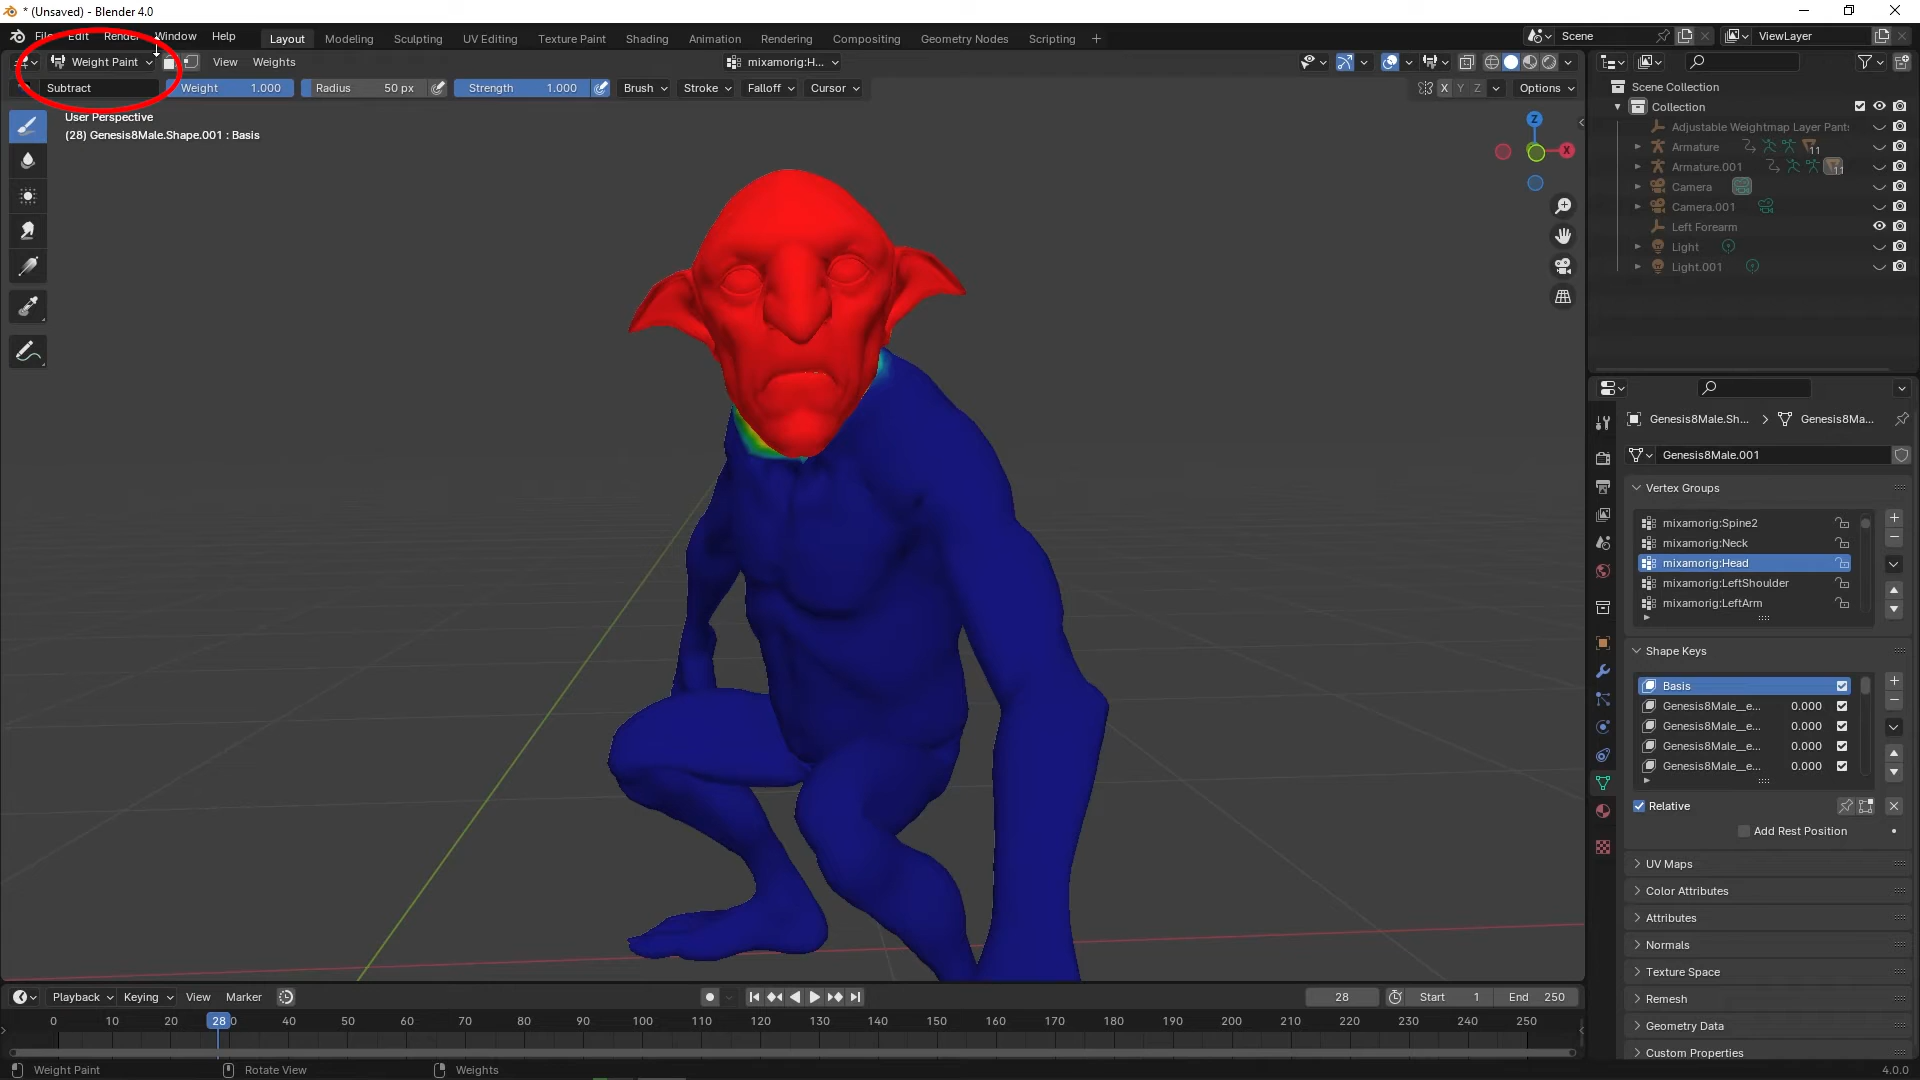 * (Unsaved) - Blender 4.0
File Edit Render Window Help
Layout Modeling Sculpting UV Editing Texture Paint Shading Animation Rendering Compositing Geometry Nodes Scripting +
Scene
ViewLayer
Weight Paint
View Weights
mixamorig:H...
Subtract
Weight 1.000
Radius 50 px
Strength 1.000
Brush Stroke Falloff Cursor
X Y Z
Options
User Perspective
(28) Genesis8Male.Shape.001 : Basis
Z
X
Scene Collection
Collection
Adjustable Weightmap Layer Pants
Armature
11
Armature.001
11
Camera
Camera.001
Left Forearm
Light
Light.001
Genesis8Male.Sh... > Genesis8Ma...
Genesis8Male.001
Vertex Groups
mixamorig:Spine2
mixamorig:Neck
mixamorig:Head
mixamorig:LeftShoulder
mixamorig:LeftArm
Shape Keys
Basis
Genesis8Male__e... 0.000
Genesis8Male__e... 0.000
Genesis8Male__e... 0.000
Genesis8Male__e... 0.000
Relative
Add Rest Position
UV Maps
Color Attributes
Attributes
Normals
Texture Space
Remesh
Geometry Data
Custom Properties
Playback Keying View Marker
28
Start 1
End 250
0 10 20 28 40 50 60 70 80 90 100 110 120 130 140 150 160 170 180 190 200 210 220 230 240 250
Weight Paint
Rotate View
Weights
4.0.0